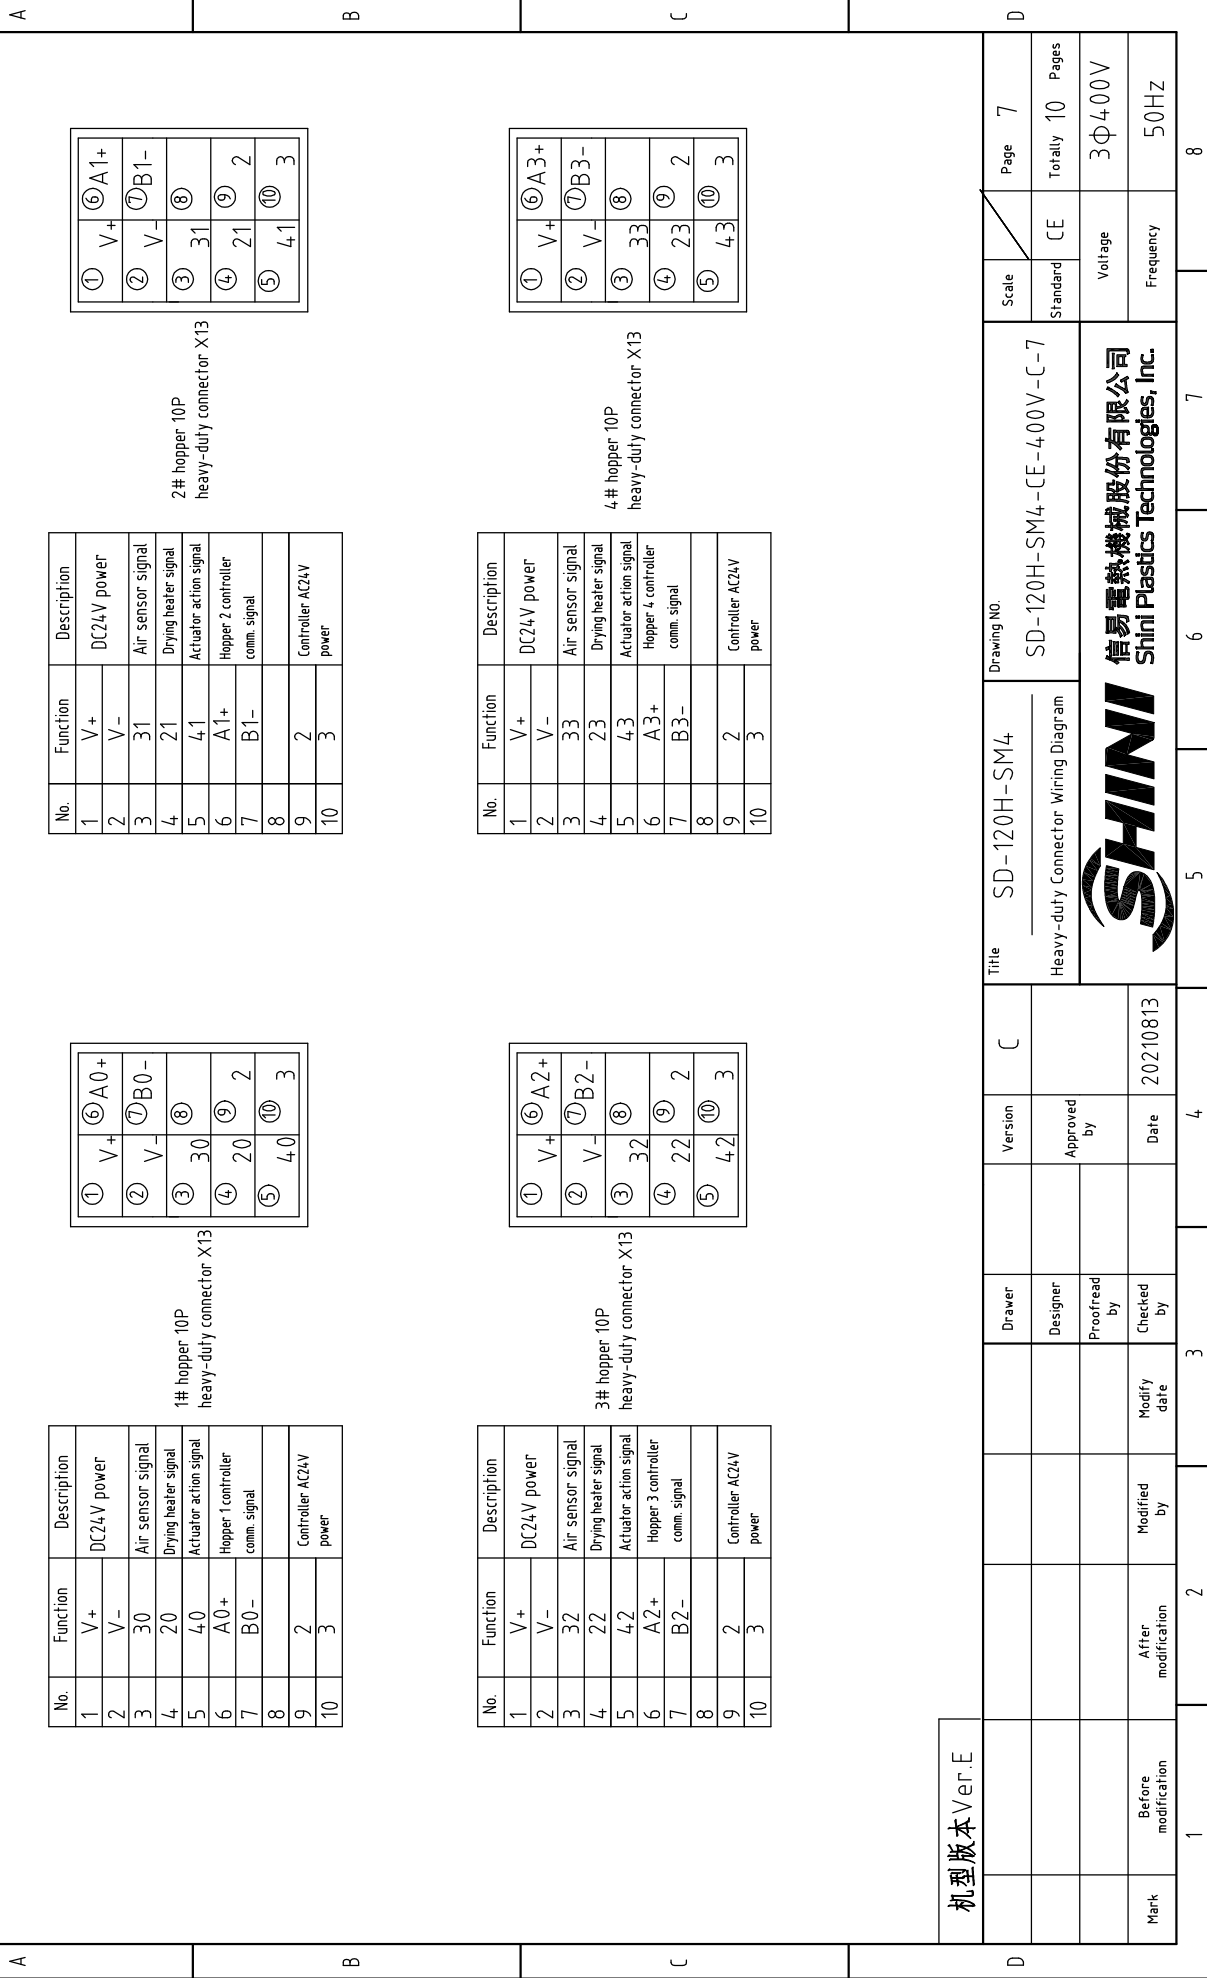 A
B
C
D
No. Function Description
1 V+ DC24V power
2 V-
3 30 Air sensor signal
4 20 Drying heater signal
5 40 Actuator action signal
6 A0+ Hopper 1 controller
7 B0- comm. signal
8
9 2 Controller AC24V
10 3 power
1# hopper 10P
heavy-duty connector X13
① V+ ⑥ A0+
② V- ⑦ B0-
③ 30 ⑧
④ 20 ⑨ 2
⑤ 40 ⑩ 3
No. Function Description
1 V+ DC24V power
2 V-
3 31 Air sensor signal
4 21 Drying heater signal
5 41 Actuator action signal
6 A1+ Hopper 2 controller
7 B1- comm. signal
8
9 2 Controller AC24V
10 3 power
2# hopper 10P
heavy-duty connector X13
① V+ ⑥ A1+
② V- ⑦ B1-
③ 31 ⑧
④ 21 ⑨ 2
⑤ 41 ⑩ 3
No. Function Description
1 V+ DC24V power
2 V-
3 32 Air sensor signal
4 22 Drying heater signal
5 42 Actuator action signal
6 A2+ Hopper 3 controller
7 B2- comm. signal
8
9 2 Controller AC24V
10 3 power
3# hopper 10P
heavy-duty connector X13
① V+ ⑥ A2+
② V- ⑦ B2-
③ 32 ⑧
④ 22 ⑨ 2
⑤ 42 ⑩ 3
No. Function Description
1 V+ DC24V power
2 V-
3 33 Air sensor signal
4 23 Drying heater signal
5 43 Actuator action signal
6 A3+ Hopper 4 controller
7 B3- comm. signal
8
9 2 Controller AC24V
10 3 power
4# hopper 10P
heavy-duty connector X13
① V+ ⑥ A3+
② V- ⑦ B3-
③ 33 ⑧
④ 23 ⑨ 2
⑤ 43 ⑩ 3
A
B
C
D
机型版本Ver.E
Mark
Before
modification
After
modification
Modified
by
Modify
date
Drawer
Designer
Proofread
by
Checked
by
Version C
Approved
by
Date 20210813
Title
SD-120H-SM4
Heavy-duty Connector Wiring Diagram
Drawing NO.
SD-120H-SM4-CE-400V-C-7
SHINI
信易電熱機械股份有限公司
Shini Plastics Technologies, Inc.
Scale
Page 7
Standard CE
Totally 10 Pages
Voltage 3Φ400V
Frequency 50HZ
1 2 3 4 5 6 7 8